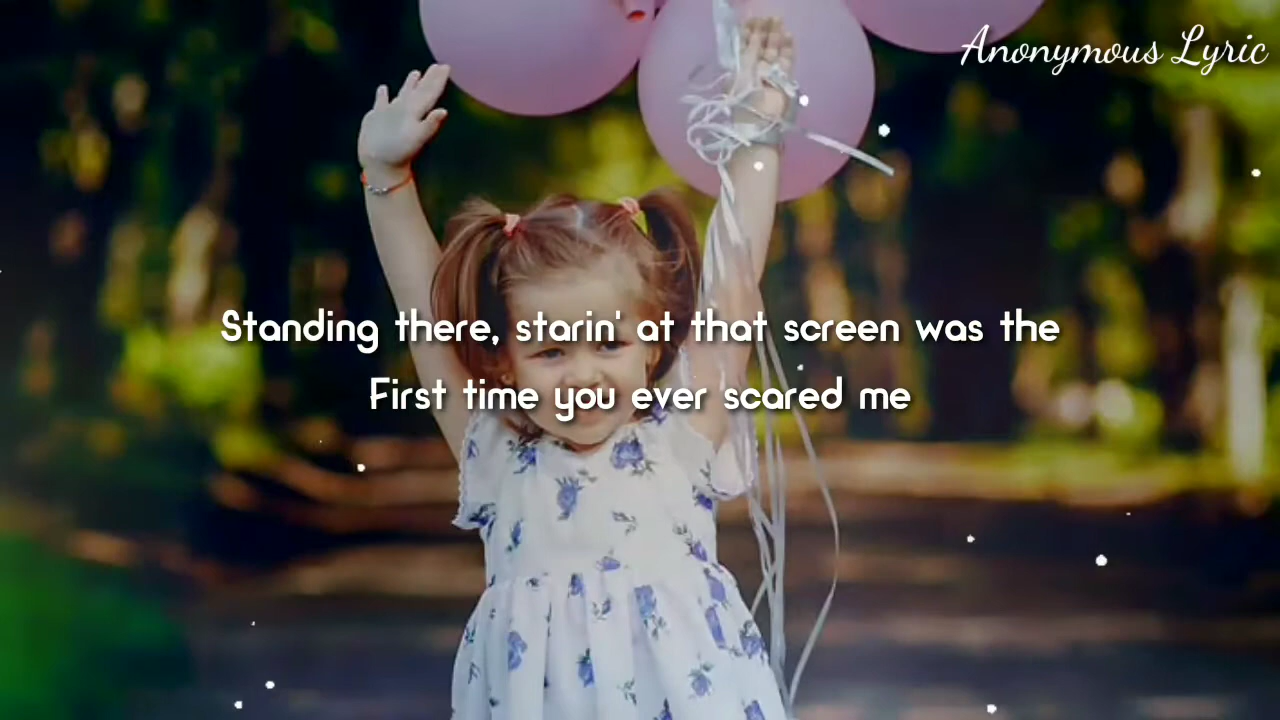 Anonymous Lyric
Standing there, starin' at that screen was the
First time you ever scared me